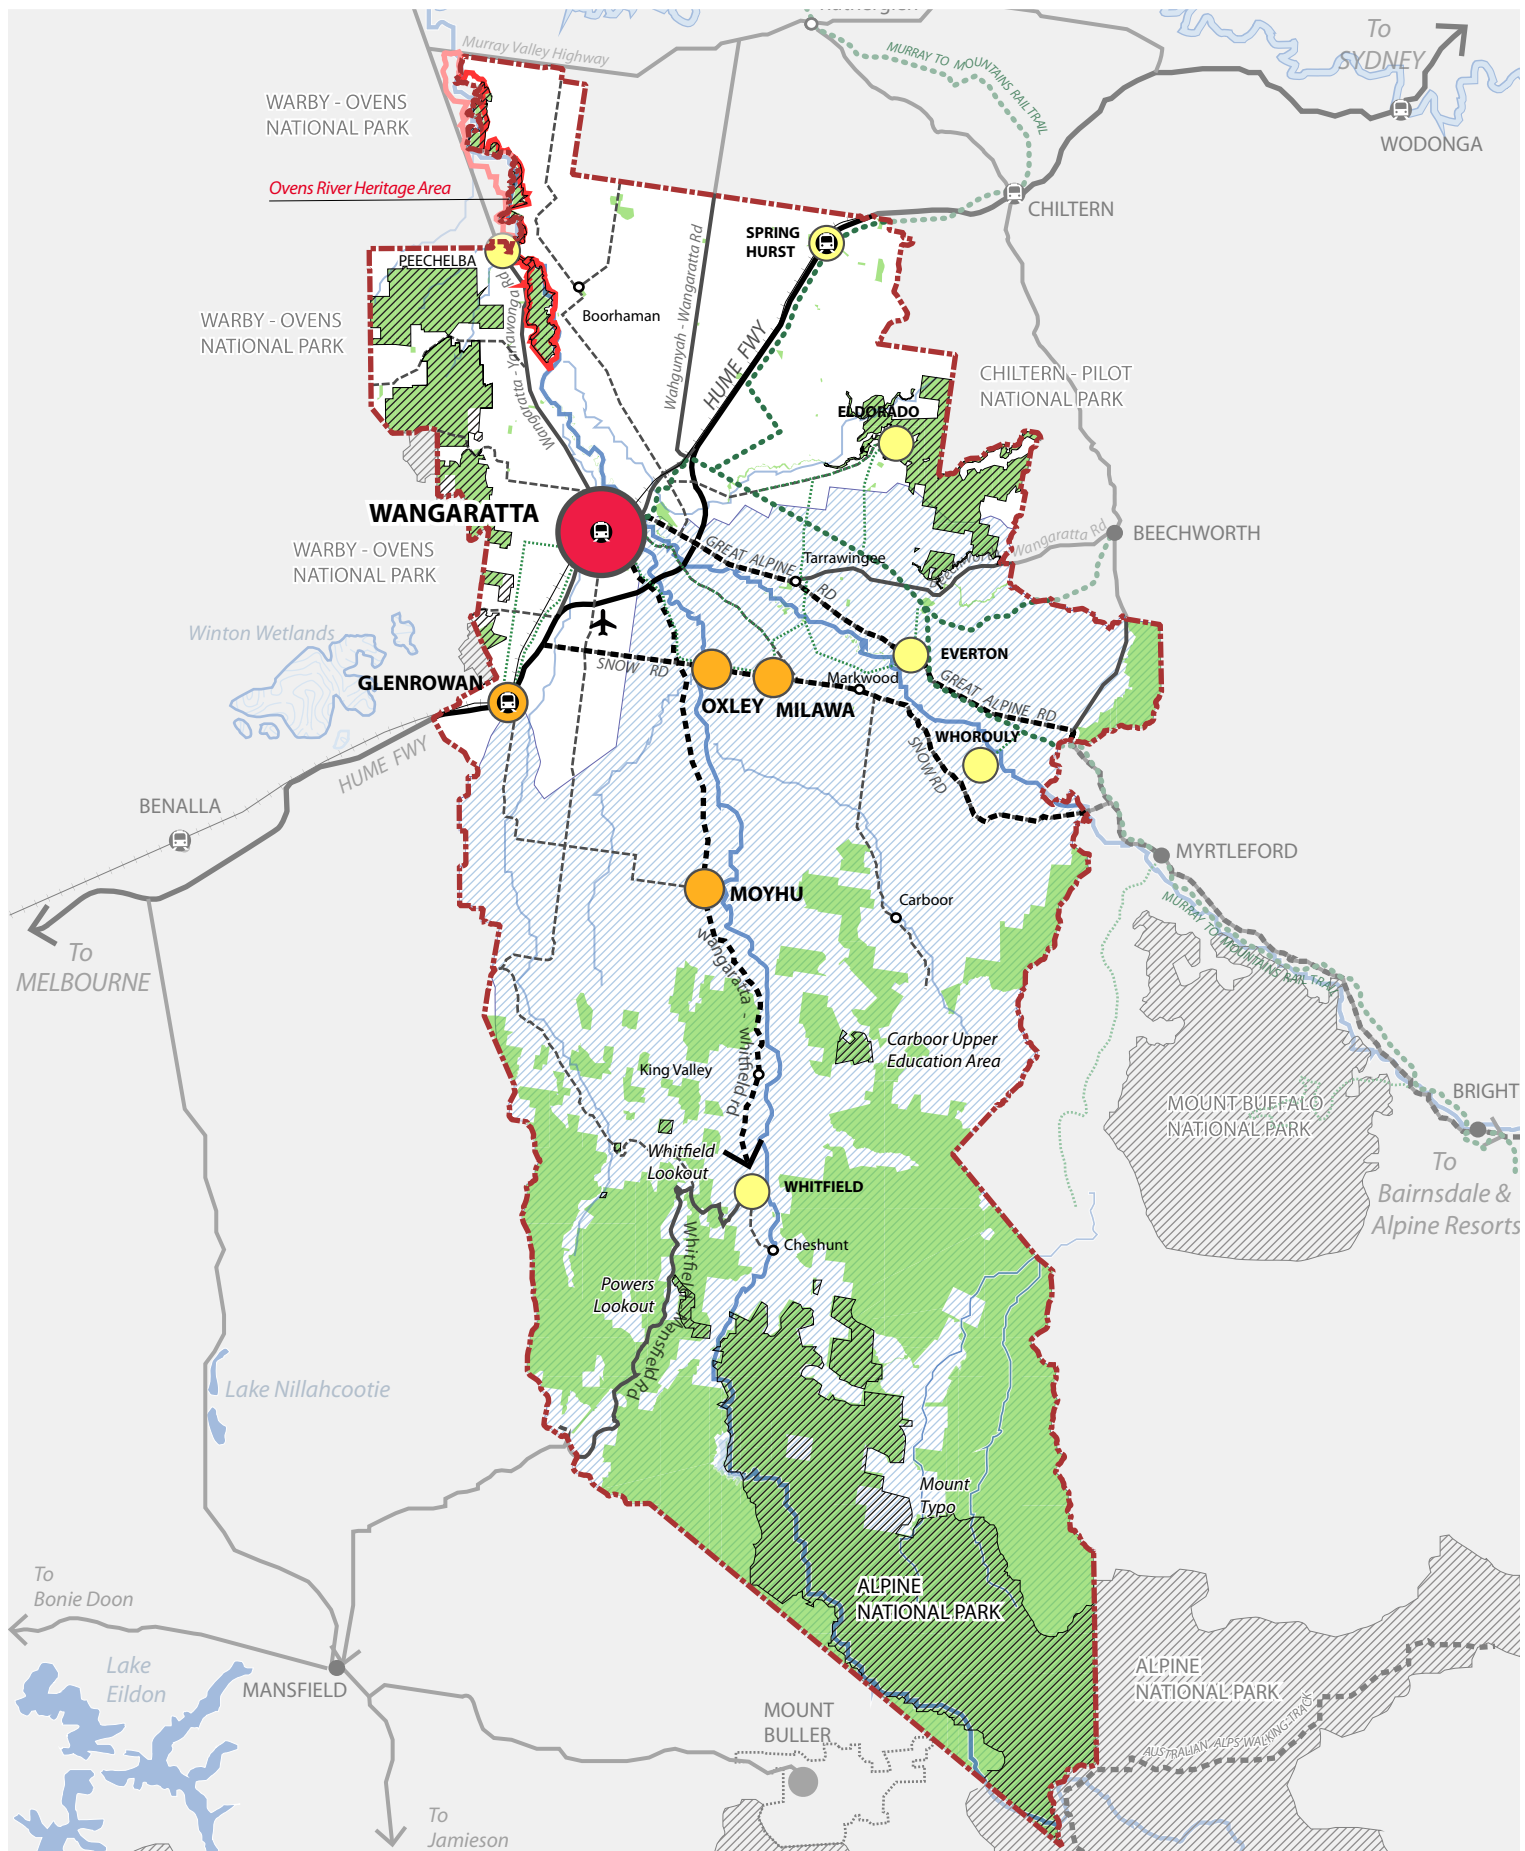 Murray Valley Highway
MURRAY TO MOUNTAINS RAIL TRAIL
To
SYDNEY
WODONGA
WARBY - OVENS
NATIONAL PARK
Ovens River Heritage Area
CHILTERN
SPRING
HURST
PEECHELBA
Boorhaman
Wahgunyah - Wangaratta Rd
Wangaratta - Yarrawonga Rd
HUME FWY
WARBY - OVENS
NATIONAL PARK
CHILTERN - PILOT
NATIONAL PARK
ELDORADO
WANGARATTA
WARBY - OVENS
NATIONAL PARK
GREAT ALPINE RD
Tarrawingee
Beechworth Wangaratta Rd
BEECHWORTH
Winton Wetlands
SNOW RD
EVERTON
GLENROWAN
Markwood
OXLEY
MILAWA
GREAT ALPINE RD
WHOROULY
SNOW RD
HUME FWY
BENALLA
MYRTLEFORD
MOYHU
Carboor
MURRAY TO MOUNTAINS RAIL TRAIL
To
MELBOURNE
Wangaratta - Whitfield rd
Carboor Upper
Education Area
King Valley
MOUNT BUFFALO
NATIONAL PARK
BRIGHT
Whitfield
Lookout
WHITFIELD
To
Bairnsdale &
Alpine Resorts
Cheshunt
Whitfield Mansfield Rd
Powers
Lookout
Lake Nillahcootie
Mount
Typo
To
Bonie Doon
ALPINE
NATIONAL PARK
Lake
Eildon
MANSFIELD
ALPINE
NATIONAL PARK
MOUNT
BULLER
AUSTRALIAN ALPS WALKING TRACK
To
Jamieson